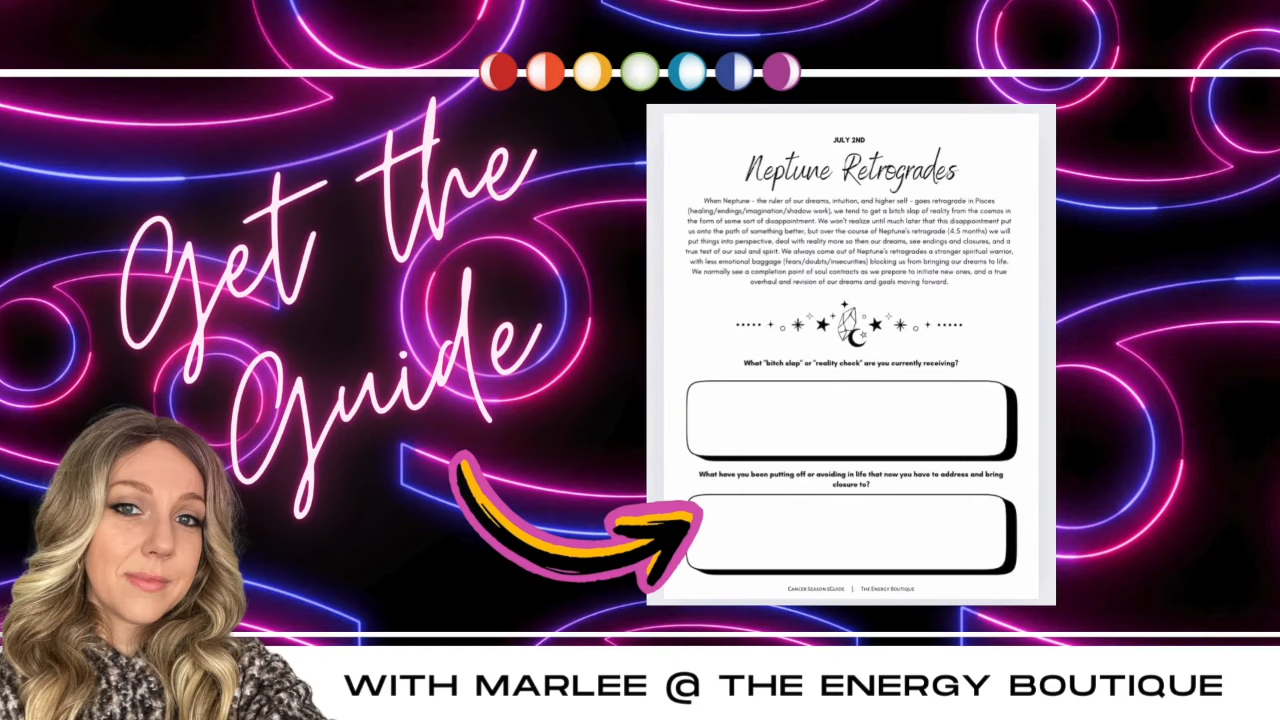 Get the
Guide
JULY 2ND
Neptune Retrogrades
When Neptune - the ruler of our dreams, intuition, and higher self - goes retrograde in Pisces
(healing/endings/imagination/shadow work), we tend to get a bitch slap of reality from the cosmos in
the form of some sort of disappointment. We won't realize until much later that this disappointment put
us onto the path of something better, but over the course of Neptune's retrograde (4.5 months) we will
put things into perspective, deal with reality more so then our dreams, see endings and closures, and a
true test of our soul and spirit. We always come out of Neptune's retrogrades a stronger spiritual warrior,
with less emotional baggage (fears/doubts/insecurities) blocking us from bringing our dreams to life.
We normally see a completion point of soul contracts as we prepare to initiate new ones, and a true
overhaul and revision of our dreams and goals moving forward.
What "bitch slap" or "reality check" are you currently receiving?
What have you been putting off or avoiding in life that now you have to address and bring
closure to?
CANCER SEASON EGUIDE | THE ENERGY BOUTIQUE
WITH MARLEE @ THE ENERGY BOUTIQUE